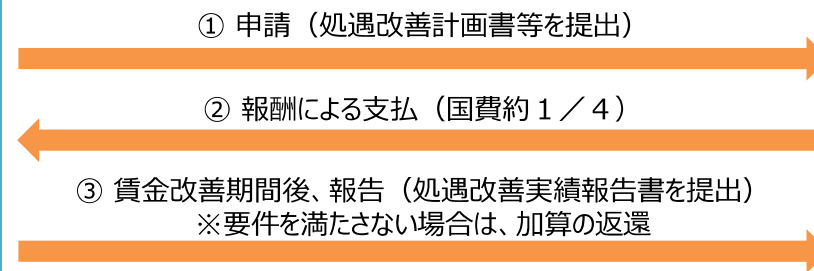 ① 申請（処遇改善計画書等を提出）
② 報酬による支払（国費約１／４）
③ 賃金改善期間後、報告（処遇改善実績報告書を提出）
※要件を満たさない場合は、加算の返還